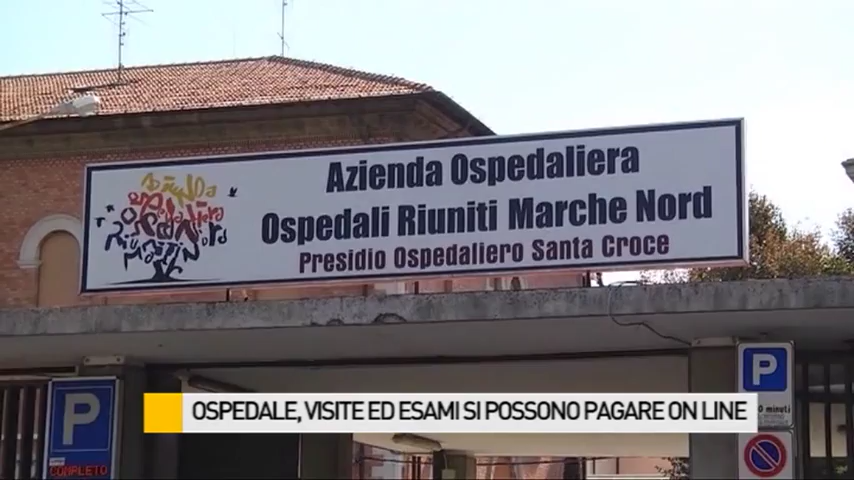 Azienda Ospedaliera
Ospedali Riuniti Marche Nord
Presidio Ospedaliero Santa Croce
P
P
minuti
OSPEDALE, VISITE ED ESAMI SI POSSONO PAGARE ON LINE
COMPLETO